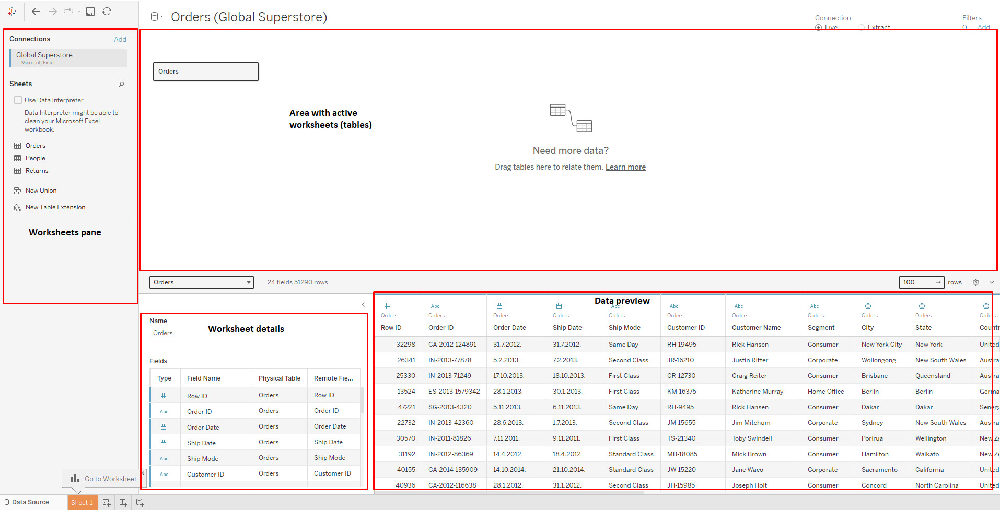 Orders (Global Superstore)
Connection
Live Extract
Filters
0 Add
Connections Add
Global Superstore
Microsoft Excel
Sheets
Use Data Interpreter
Data Interpreter might be able to
clean your Microsoft Excel
workbook.
Orders
People
Returns
New Union
New Table Extension
Worksheets pane
Orders
Area with active
worksheets (tables)
Need more data?
Drag tables here to relate them. Learn more
Orders 24 fields 51290 rows 100 → rows
Name
Orders
Worksheet details
Fields
Type Field Name Physical Table Remote Fie...
# Row ID Orders Row ID
Abc Order ID Orders Order ID
Order Date Orders Order Date
Ship Date Orders Ship Date
Abc Ship Mode Orders Ship Mode
Abc Customer ID Orders Customer ID
Data preview
# Abc Abc Abc Abc Abc
Orders Orders Orders Orders Orders Orders Orders Orders Orders Orders Orders
Row ID Order ID Order Date Ship Date Ship Mode Customer ID Customer Name Segment City State Countr
32298 CA-2012-124891 31.7.2012. 31.7.2012. Same Day RH-19495 Rick Hansen Consumer New York City New York United
26341 IN-2013-77878 5.2.2013. 7.2.2013. Second Class JR-16210 Justin Ritter Corporate Wollongong New South Wales Austra
25330 IN-2013-71249 17.10.2013. 18.10.2013. First Class CR-12730 Craig Reiter Consumer Brisbane Queensland Austra
13524 ES-2013-1579342 28.1.2013. 30.1.2013. First Class KM-16375 Katherine Murray Home Office Berlin Berlin Germa
47221 SG-2013-4320 5.11.2013. 6.11.2013. Same Day RH-9495 Rick Hansen Consumer Dakar Dakar Senega
22732 IN-2013-42360 28.6.2013. 1.7.2013. Second Class JM-15655 Jim Mitchum Corporate Sydney New South Wales Austra
30570 IN-2011-81826 7.11.2011. 9.11.2011. First Class TS-21340 Toby Swindell Consumer Porirua Wellington New Ze
31192 IN-2012-86369 14.4.2012. 18.4.2012. Standard Class MB-18085 Mick Brown Consumer Hamilton Waikato New Ze
40155 CA-2014-135909 14.10.2014. 21.10.2014. Standard Class JW-15220 Jane Waco Corporate Sacramento California United
40936 CA-2012-116638 28.1.2012. 31.1.2012. Second Class JH-15985 Joseph Holt Consumer Concord North Carolina United
Go to Worksheet
Data Source Sheet 1